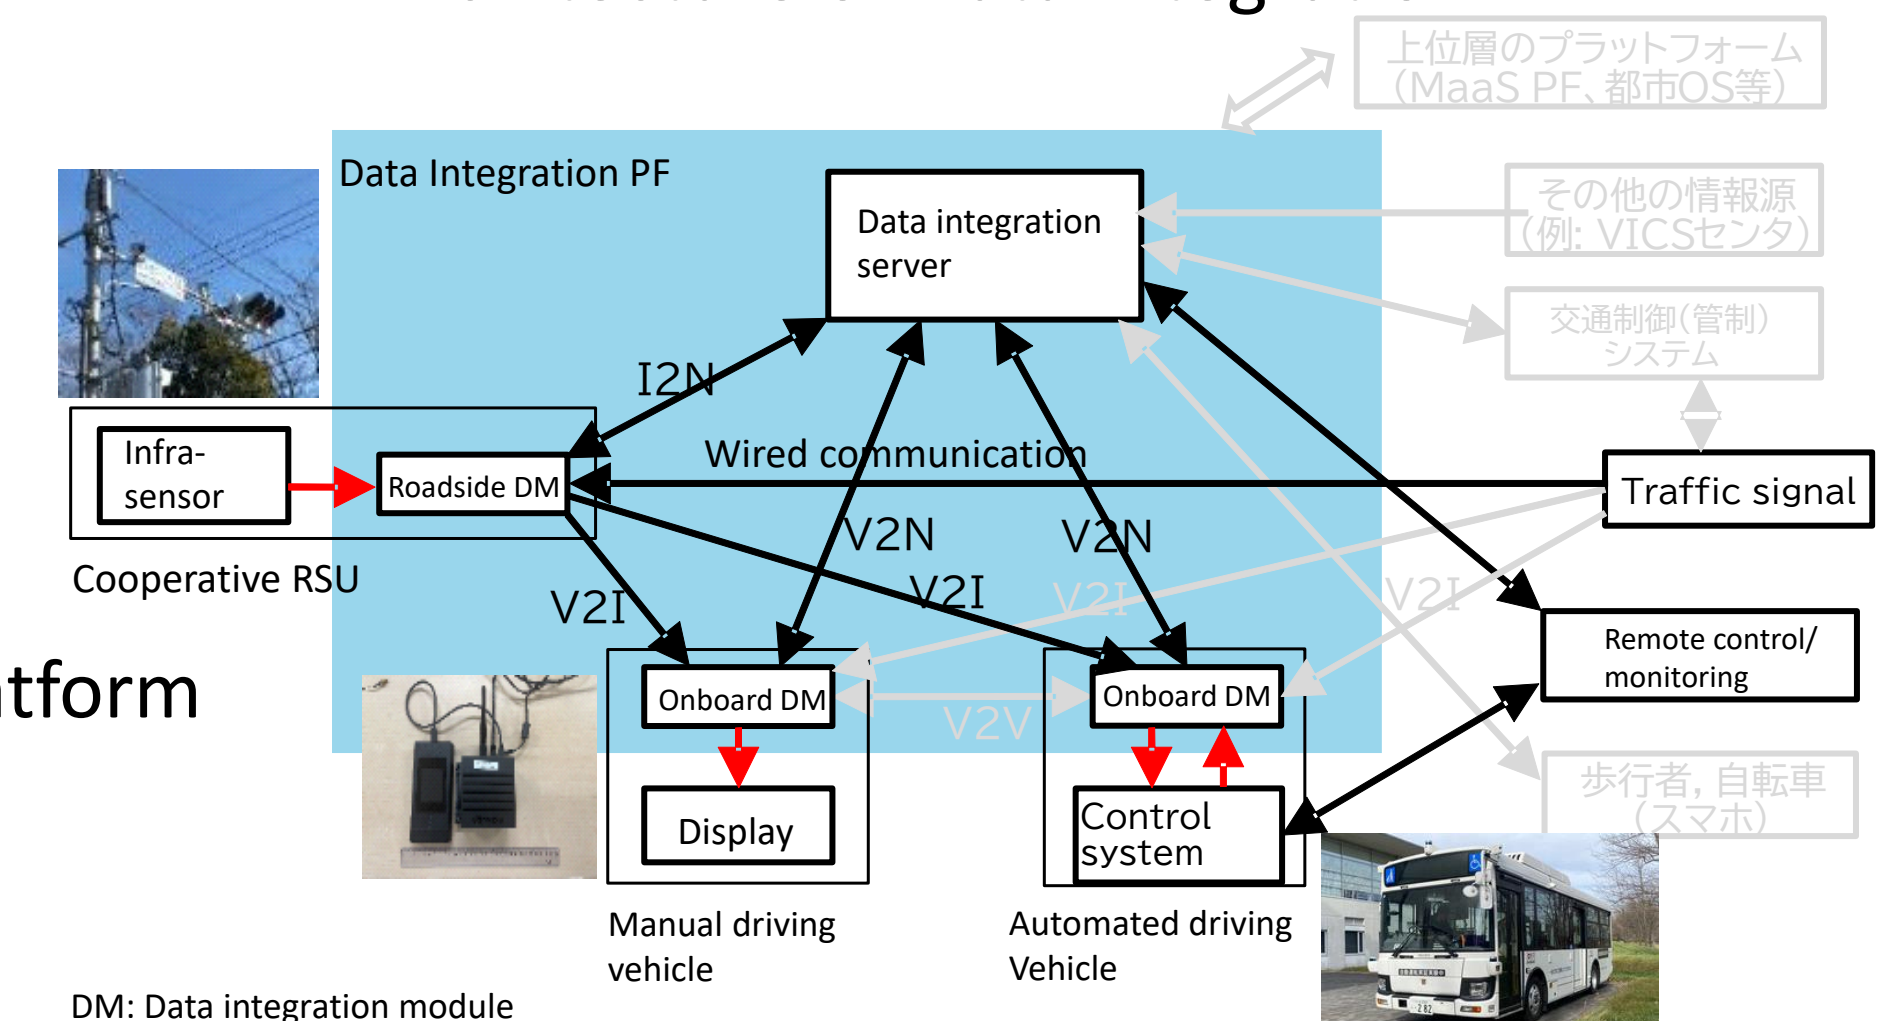 上位層のプラットフォーム
(MaaS PF、都市OS等)
Data Integration PF
その他の情報源
(例: VICSセンタ)
Data integration
server
交通制御(管制)
システム
I2N
Infra-
sensor
Wired communication
Roadside DM
Traffic signal
V2N
V2N
Cooperative RSU
V2I
V2I
V2I
V2I
Remote control/
monitoring
atform
Onboard DM
Onboard DM
V2V
歩行者, 自転車
(スマホ)
Display
Control
system
Manual driving
vehicle
Automated driving
Vehicle
DM: Data integration module